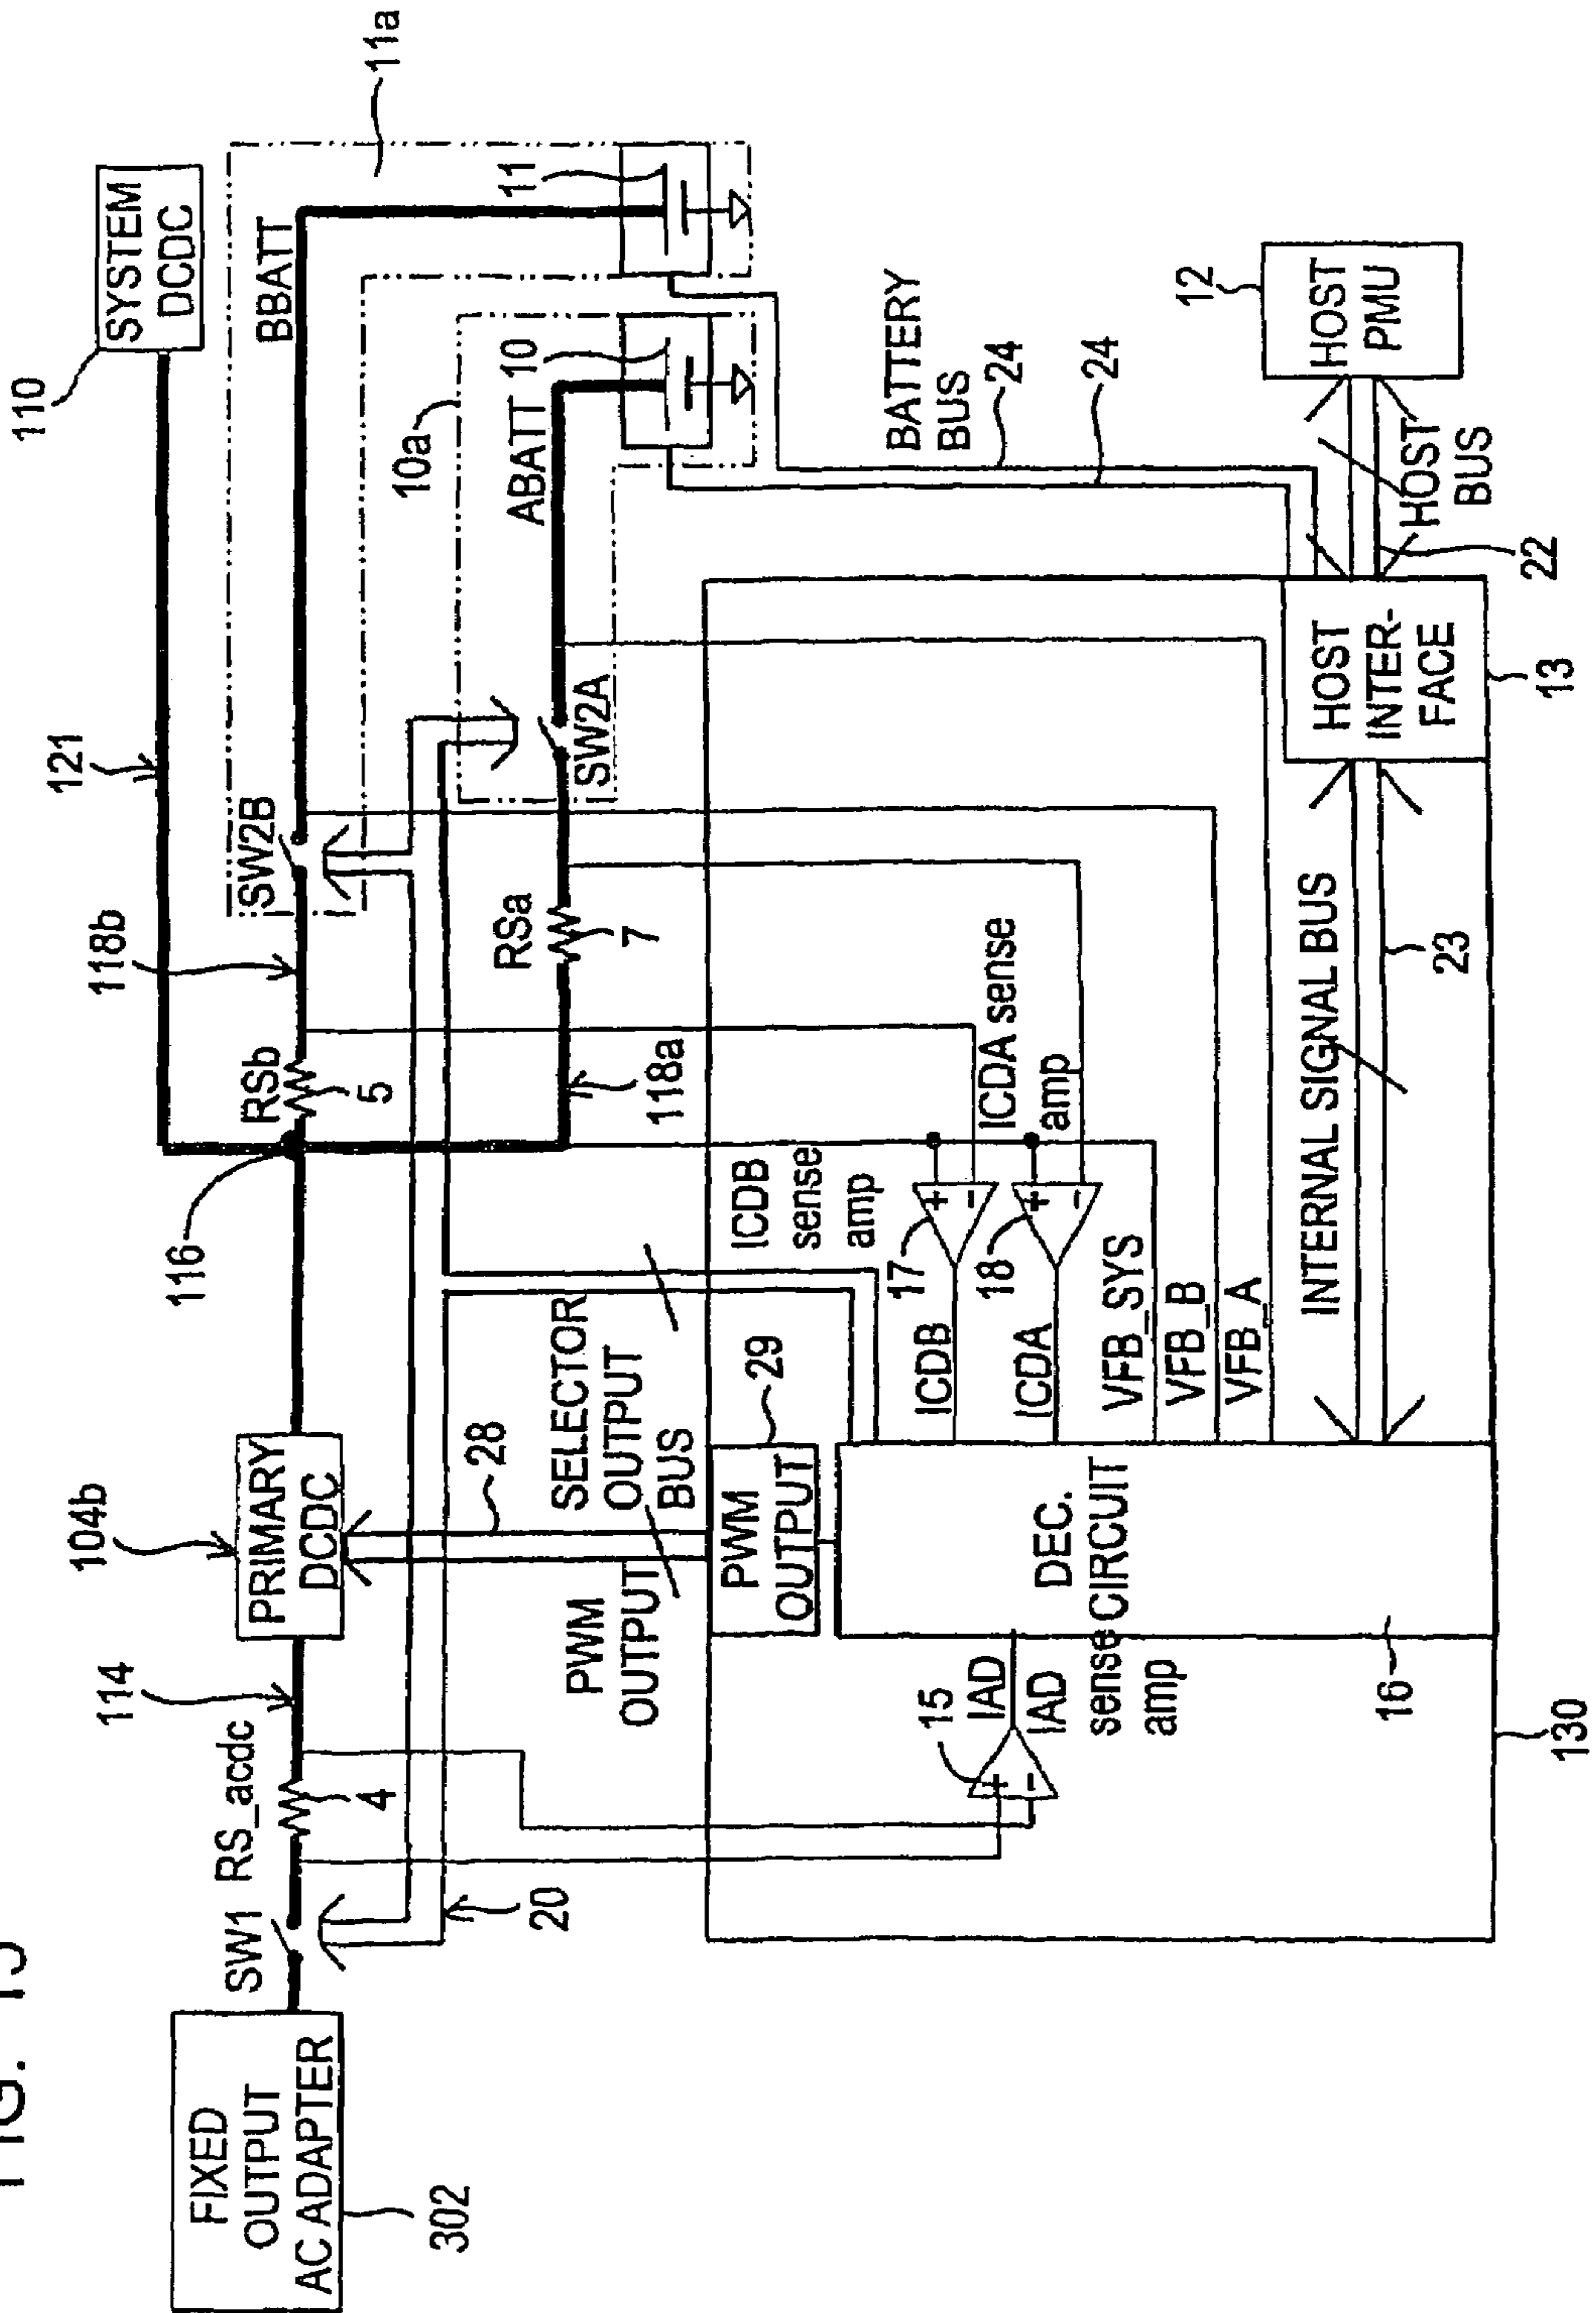 FIXED
OUTPUT
AC ADAPTER
302
SW1
RS_acdc
4
114
20
104b
PRIMARY
DCDC
28
116
RSb
5
118b
121
SW2B
BBATT
SYSTEM
DCDC
110
11a
11
10a
ABATT
10
SW2A
RSa
7
118a
PWM
OUTPUT
SELECTOR
OUTPUT
BUS
PWM
OUTPUT
29
ICDB
sense
amp
ICDA sense
amp
17
18
ICDB
ICDA
VFB_SYS
VFB_B
VFB_A
15
IAD
IAD
sense
amp
DEC.
CIRCUIT
16
130
INTERNAL SIGNAL BUS
23
HOST
INTER-
FACE
13
BATTERY
BUS
24
24
HOST
BUS
22
HOST
PMU
12